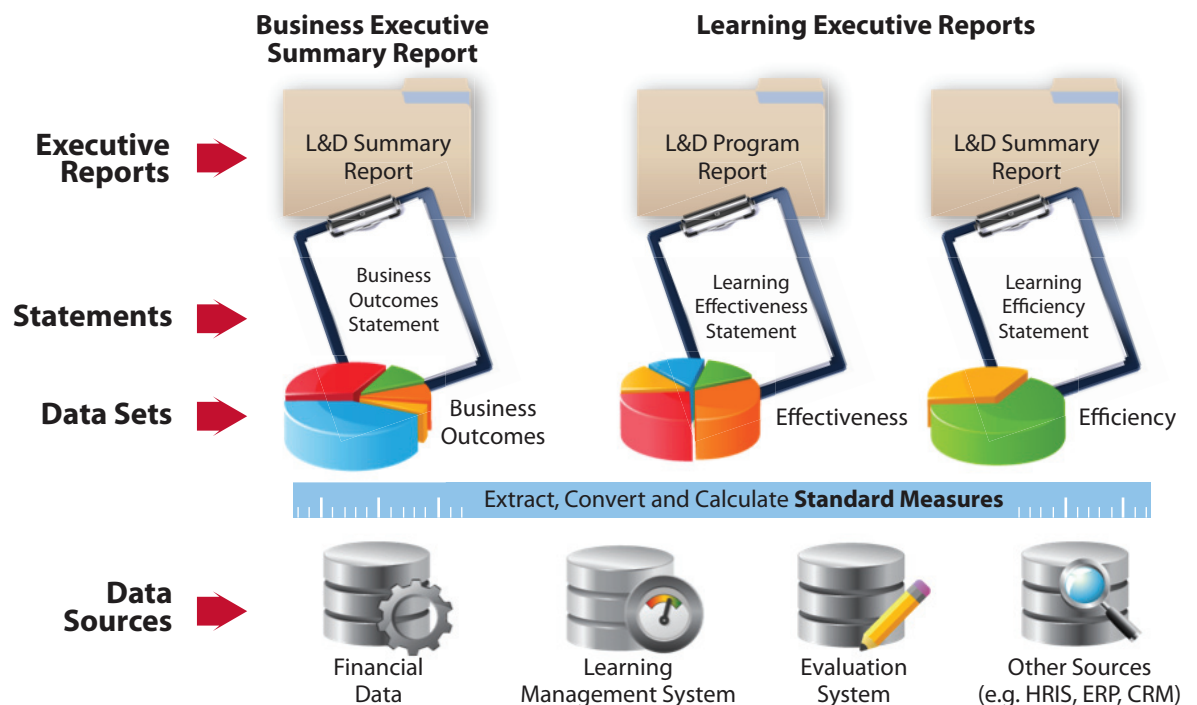 Business Executive
Summary Report
Learning Executive Reports
Executive
Reports
L&D Summary
Report
L&D Program
Report
L&D Summary
Report
Statements
Business
Outcomes
Statement
Learning
Effectiveness
Statement
Learning
Efficiency
Statement
Data Sets
Business
Outcomes
Effectiveness
Efficiency
Extract, Convert and Calculate Standard Measures
Data
Sources
Financial
Data
Learning
Management System
Evaluation
System
Other Sources
(e.g. HRIS, ERP, CRM)